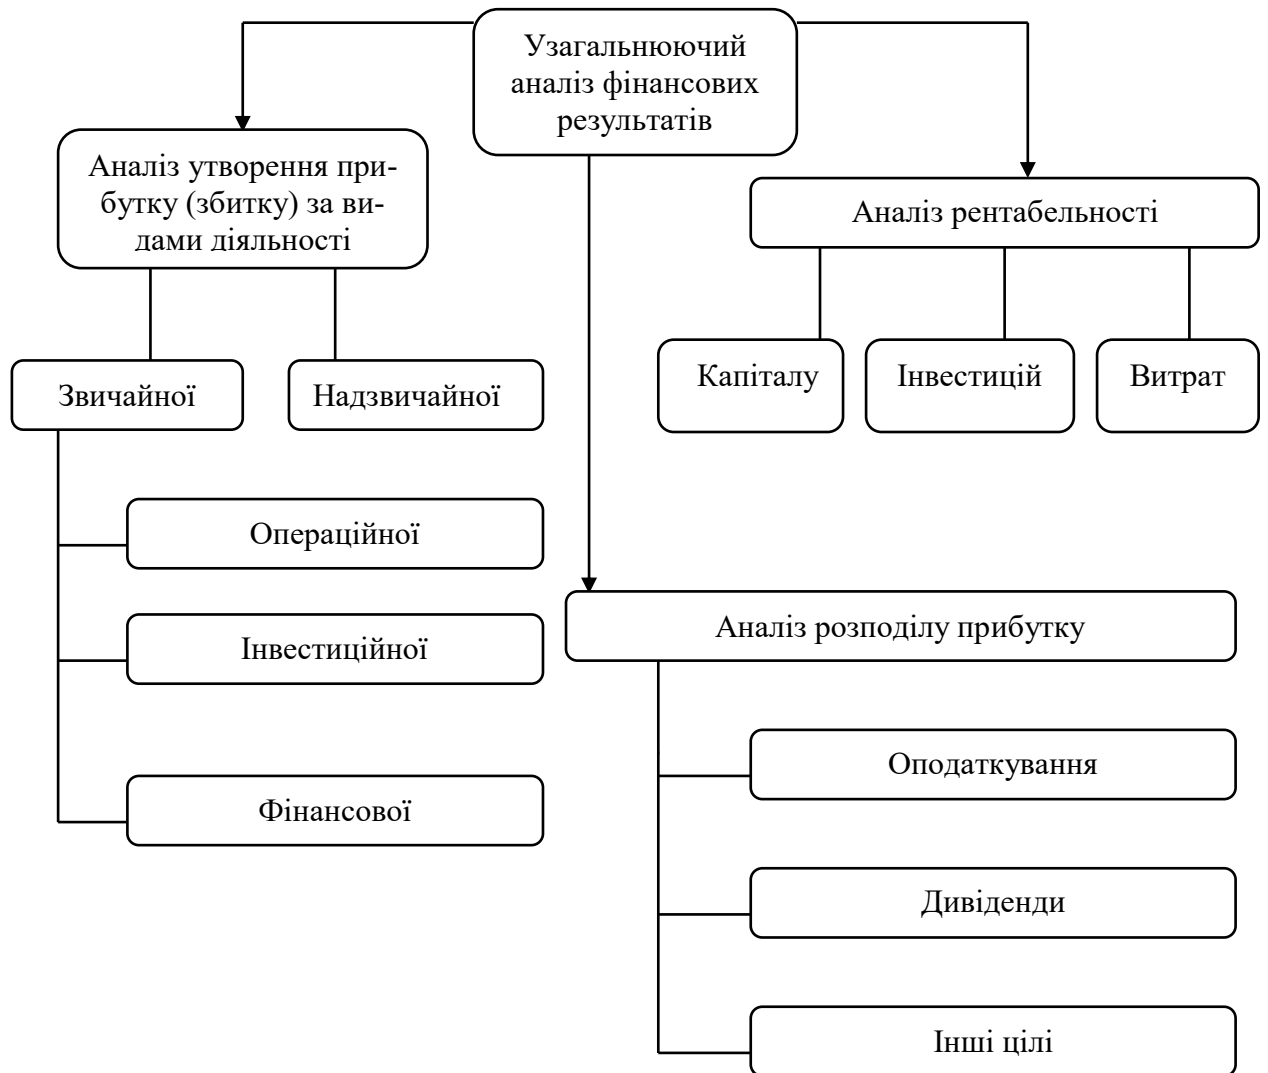 Узагальнюючий
аналіз фінансових
результатів
Аналіз утворення при-
бутку (збитку) за ви-
дами діяльності
Аналіз рентабельності
Капіталу
Інвестицій
Витрат
Звичайної
Надзвичайної
Операційної
Інвестиційної
Фінансової
Аналіз розподілу прибутку
Оподаткування
Дивіденди
Інші цілі